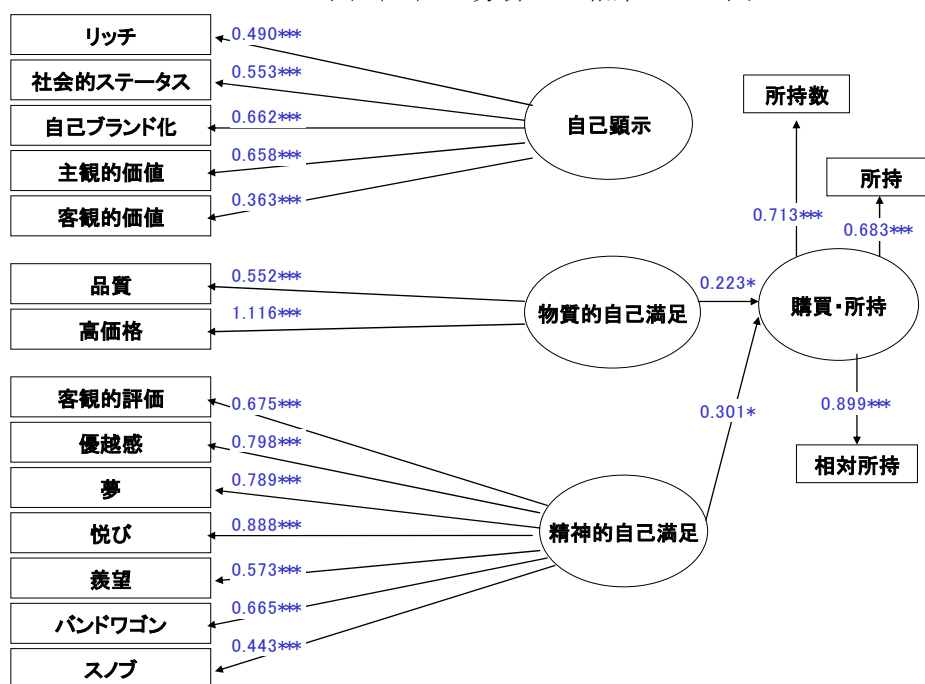 リッチ
0.490***
社会的ステータス
0.553***
自己ブランド化
0.662***
主観的価値
0.658***
客観的価値
0.363***
自己顕示
所持数
所持
0.713***
0.683***
品質
0.552***
高価格
1.116***
物質的自己満足
0.223*
購買・所持
客観的評価
0.675***
優越感
0.798***
夢
0.789***
悦び
0.888***
羨望
0.573***
バンドワゴン
0.665***
スノブ
0.443***
精神的自己満足
0.301*
0.899***
相対所持